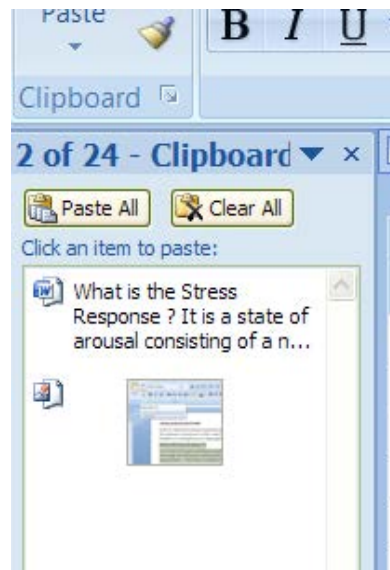 Paste
B I U
Clipboard
2 of 24 - Clipboard
Paste All Clear All
Click an item to paste:
What is the Stress
Response ? It is a state of
arousal consisting of a n...